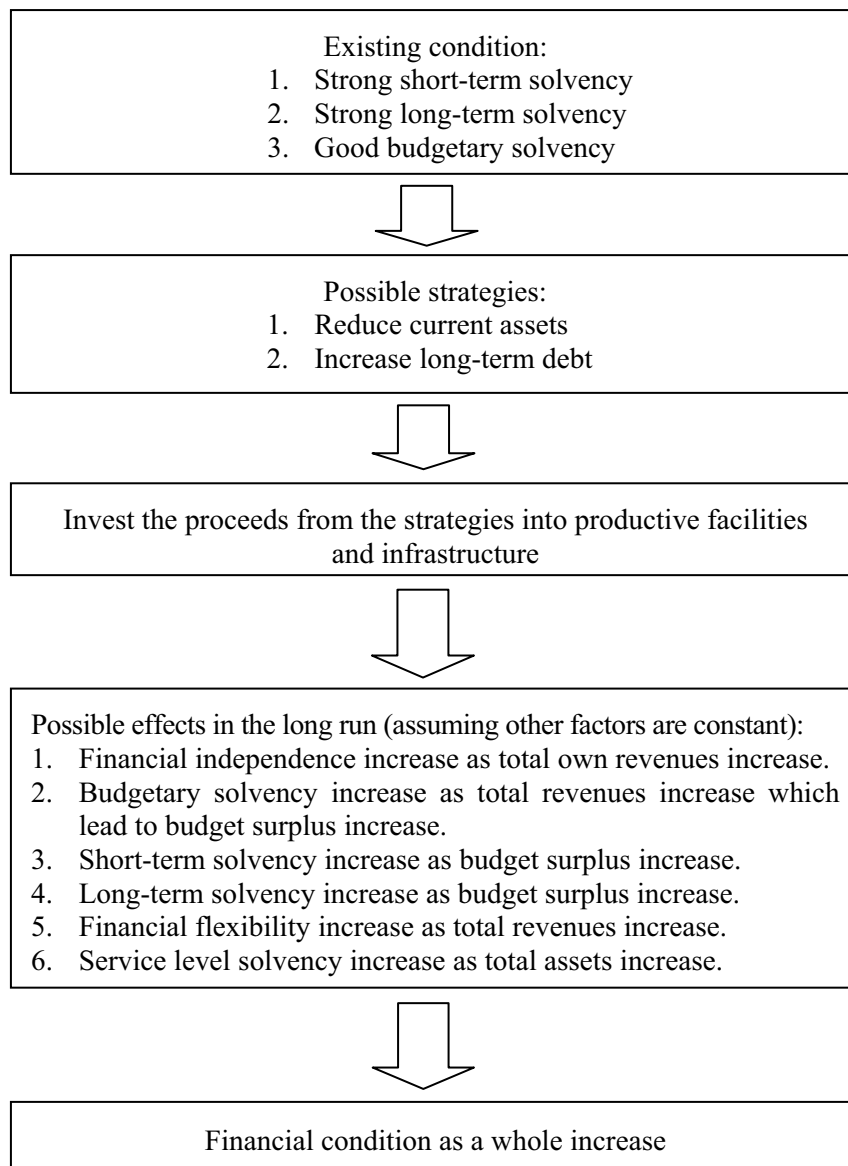 Existing condition:
1. Strong short-term solvency
2. Strong long-term solvency
3. Good budgetary solvency
Possible strategies:
1. Reduce current assets
2. Increase long-term debt
Invest the proceeds from the strategies into productive facilities
and infrastructure
Possible effects in the long run (assuming other factors are constant):
1. Financial independence increase as total own revenues increase.
2. Budgetary solvency increase as total revenues increase which
lead to budget surplus increase.
3. Short-term solvency increase as budget surplus increase.
4. Long-term solvency increase as budget surplus increase.
5. Financial flexibility increase as total revenues increase.
6. Service level solvency increase as total assets increase.
Financial condition as a whole increase